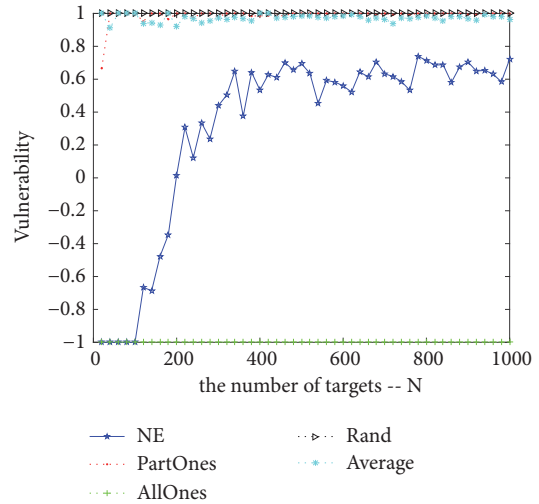 1
0.8
0.6
0.4
0.2
0
−0.2
−0.4
−0.6
−0.8
−1
Vulnerability
0 200 400 600 800 1000
the number of targets -- N
NE
PartOnes
AllOnes
Rand
Average